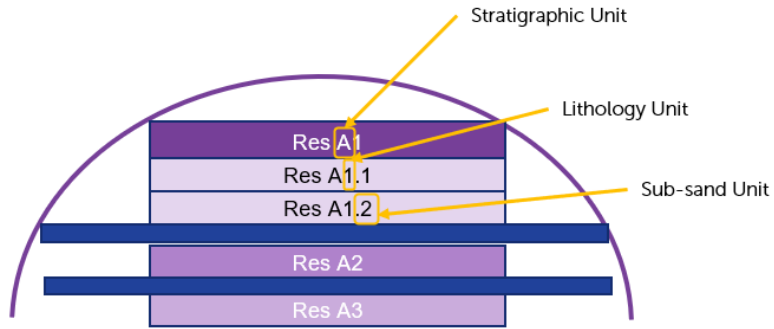 Stratigraphic Unit
Lithology Unit
Res A1
Res A1.1
Sub-sand Unit
Res A1.2
Res A2
Res A3